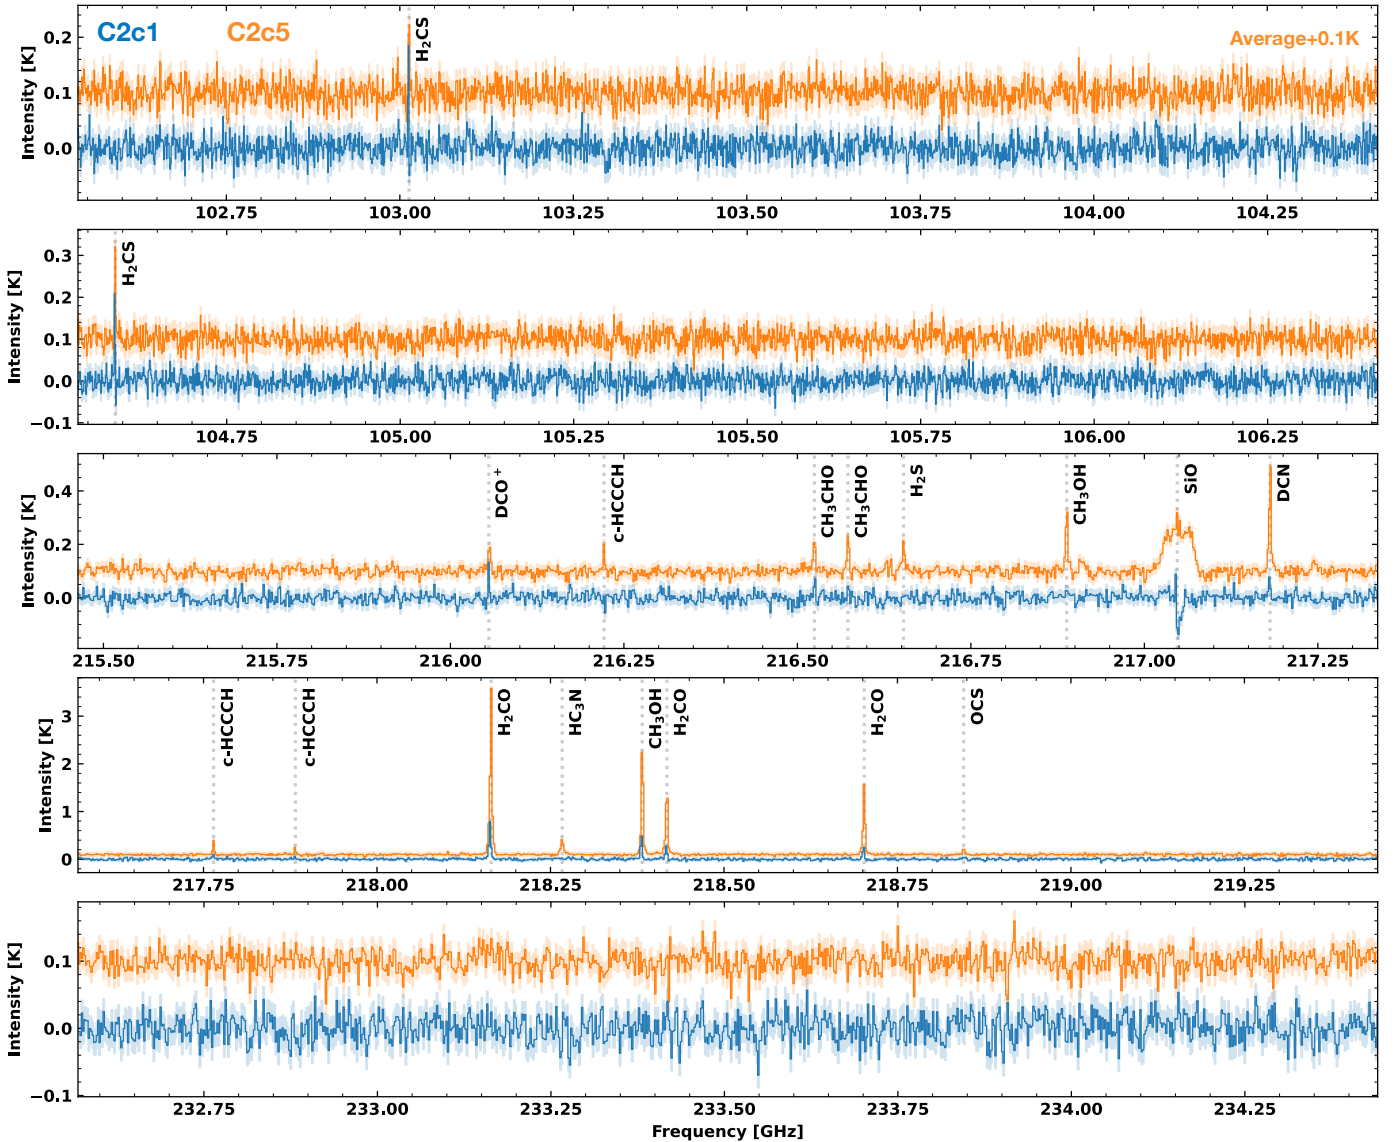 C2c1 C2c5 Average+0.1K
H₂CS
Intensity [K]
0.2
0.1
0.0
102.75 103.00 103.25 103.50 103.75 104.00 104.25
H₂CS
Intensity [K]
0.3
0.2
0.1
0.0
−0.1
104.75 105.00 105.25 105.50 105.75 106.00 106.25
DCO⁺ c-HCCCH CH₃CHO CH₃CHO H₂S CH₃OH SiO DCN
Intensity [K]
0.4
0.2
0.0
215.50 215.75 216.00 216.25 216.50 216.75 217.00 217.25
c-HCCCH c-HCCCH H₂CO HC₃N CH₃OH H₂CO H₂CO OCS
Intensity [K]
3
2
1
0
217.75 218.00 218.25 218.50 218.75 219.00 219.25
Intensity [K]
0.1
0.0
−0.1
232.75 233.00 233.25 233.50 233.75 234.00 234.25
Frequency [GHz]